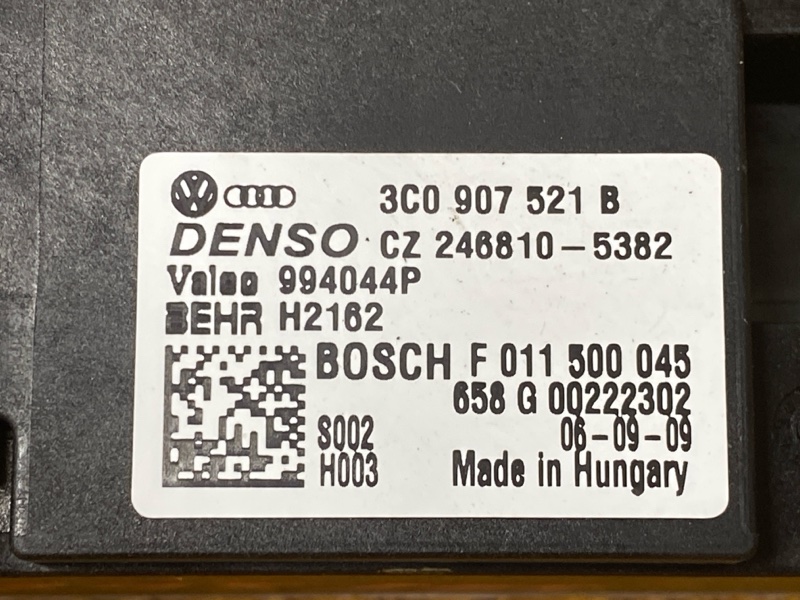 3C0 907 521 B
DENSO CZ 246810-5382
Valeo 994044P
BEHR H2162
BOSCH F 011 500 045
658 G 00222302
S002 06-09-09
H003 Made in Hungary